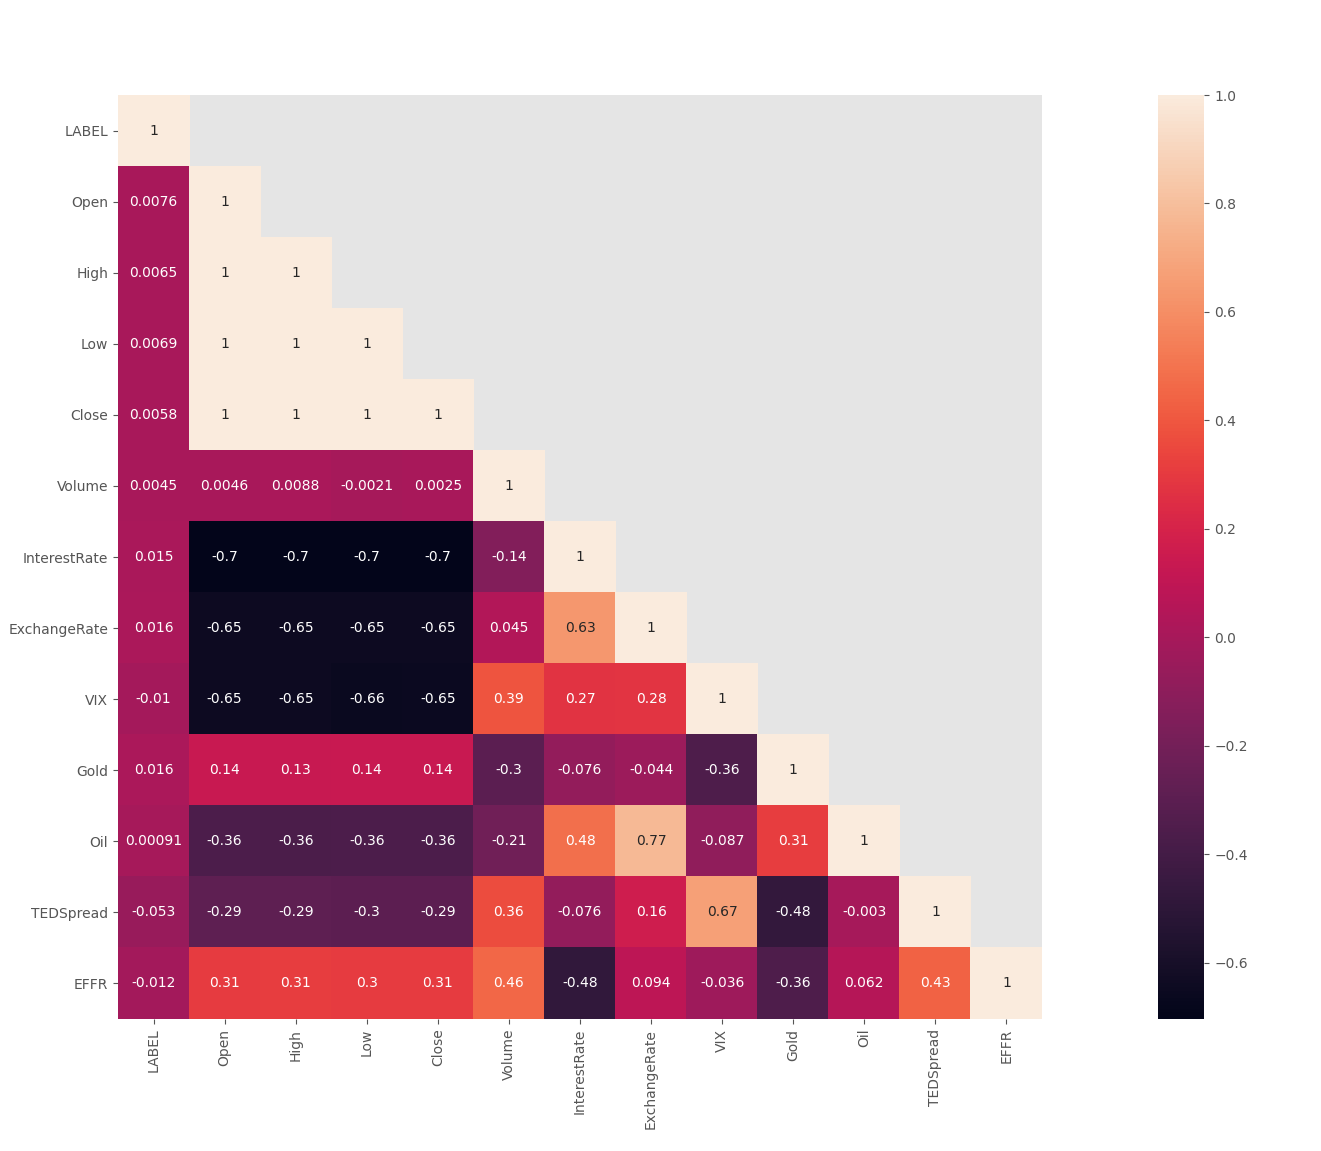 LABEL 1
Open 0.0076 1
High 0.0065 1 1
Low 0.0069 1 1 1
Close 0.0058 1 1 1 1
Volume 0.0045 0.0046 0.0088 -0.0021 0.0025 1
InterestRate 0.015 -0.7 -0.7 -0.7 -0.7 -0.14 1
ExchangeRate 0.016 -0.65 -0.65 -0.65 -0.65 0.045 0.63 1
VIX -0.01 -0.65 -0.65 -0.66 -0.65 0.39 0.27 0.28 1
Gold 0.016 0.14 0.13 0.14 0.14 -0.3 -0.076 -0.044 -0.36 1
Oil 0.00091 -0.36 -0.36 -0.36 -0.36 -0.21 0.48 0.77 -0.087 0.31 1
TEDSpread -0.053 -0.29 -0.29 -0.3 -0.29 0.36 -0.076 0.16 0.67 -0.48 -0.003 1
EFFR -0.012 0.31 0.31 0.3 0.31 0.46 -0.48 0.094 -0.036 -0.36 0.062 0.43 1
LABEL Open High Low Close Volume InterestRate ExchangeRate VIX Gold Oil TEDSpread EFFR
1.0
0.8
0.6
0.4
0.2
0.0
−0.2
−0.4
−0.6